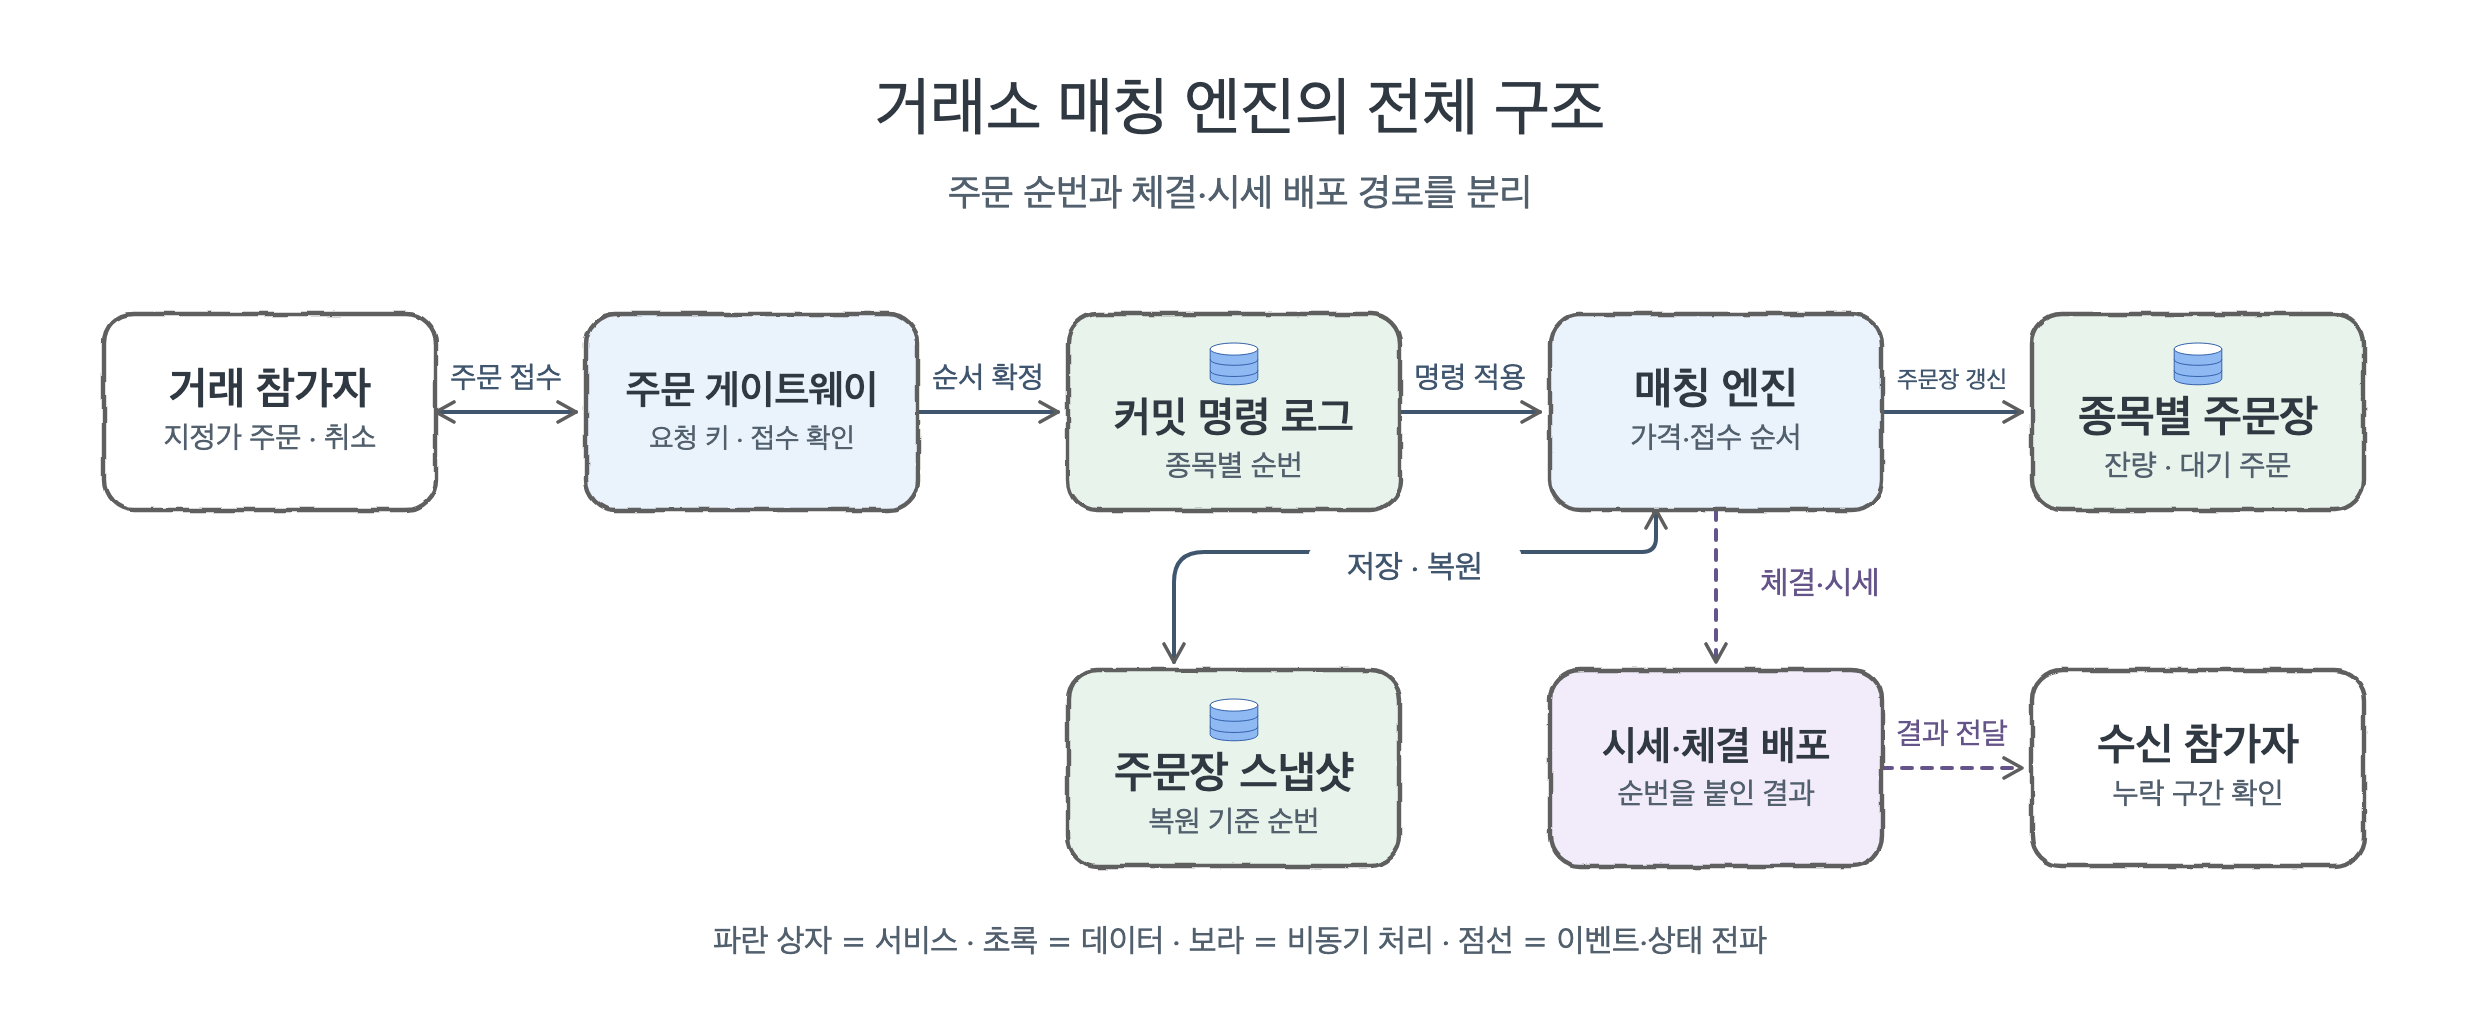 거래소 매칭 엔진의 전체 구조
주문 순번과 체결·시세 배포 경로를 분리
거래 참가자
지정가 주문 · 취소
주문 접수
주문 게이트웨이
요청 키 · 접수 확인
순서 확정
커밋 명령 로그
종목별 순번
명령 적용
매칭 엔진
가격·접수 순서
주문장 갱신
종목별 주문장
잔량 · 대기 주문
저장 · 복원
체결·시세
주문장 스냅샷
복원 기준 순번
시세·체결 배포
순번을 붙인 결과
결과 전달
수신 참가자
누락 구간 확인
파란 상자 = 서비스 · 초록 = 데이터 · 보라 = 비동기 처리 · 점선 = 이벤트·상태 전파